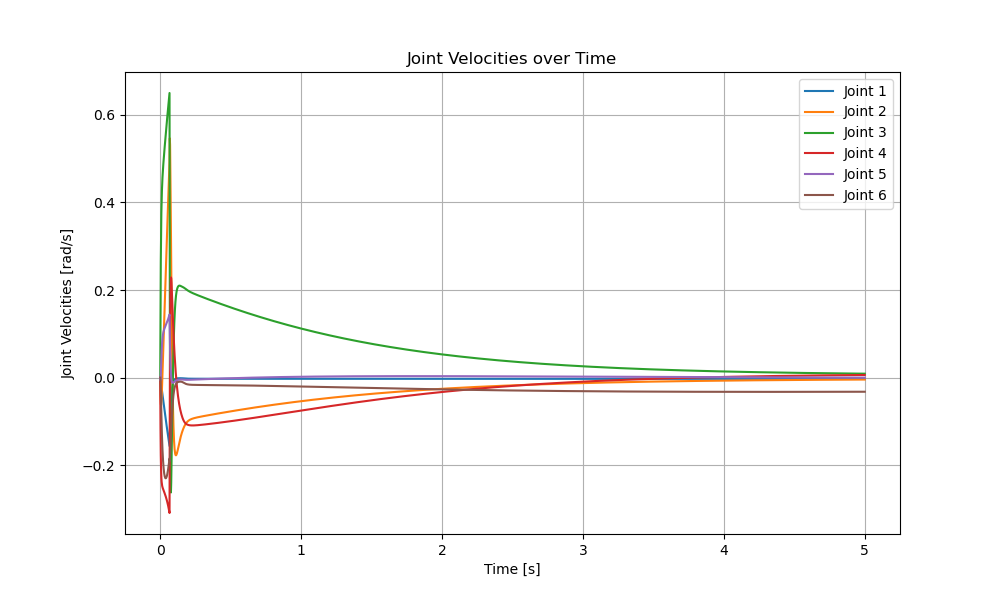 Joint Velocities over Time
Joint Velocities [rad/s]
0.6
0.4
0.2
0.0
−0.2
0 1 2 3 4 5
Time [s]
Joint 1
Joint 2
Joint 3
Joint 4
Joint 5
Joint 6